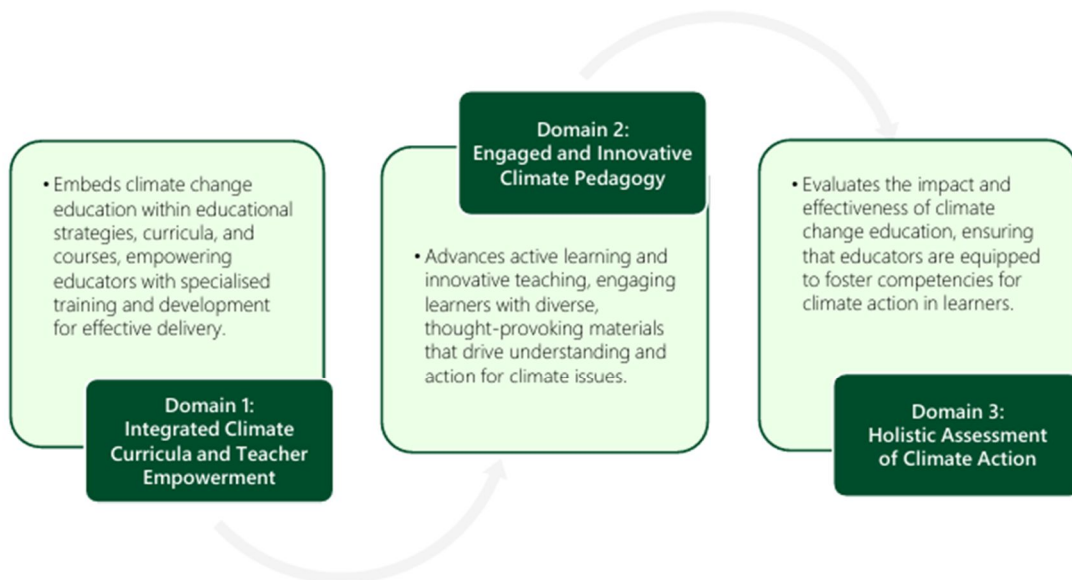 • Embeds climate change
education within educational
strategies, curricula, and
courses, empowering
educators with specialised
training and development
for effective delivery.
Domain 1:
Integrated Climate
Curricula and Teacher
Empowerment
Domain 2:
Engaged and Innovative
Climate Pedagogy
• Advances active learning and
innovative teaching, engaging
learners with diverse,
thought-provoking materials
that drive understanding and
action for climate issues.
• Evaluates the impact and
effectiveness of climate
change education, ensuring
that educators are equipped
to foster competencies for
climate action in learners.
Domain 3:
Holistic Assessment
of Climate Action